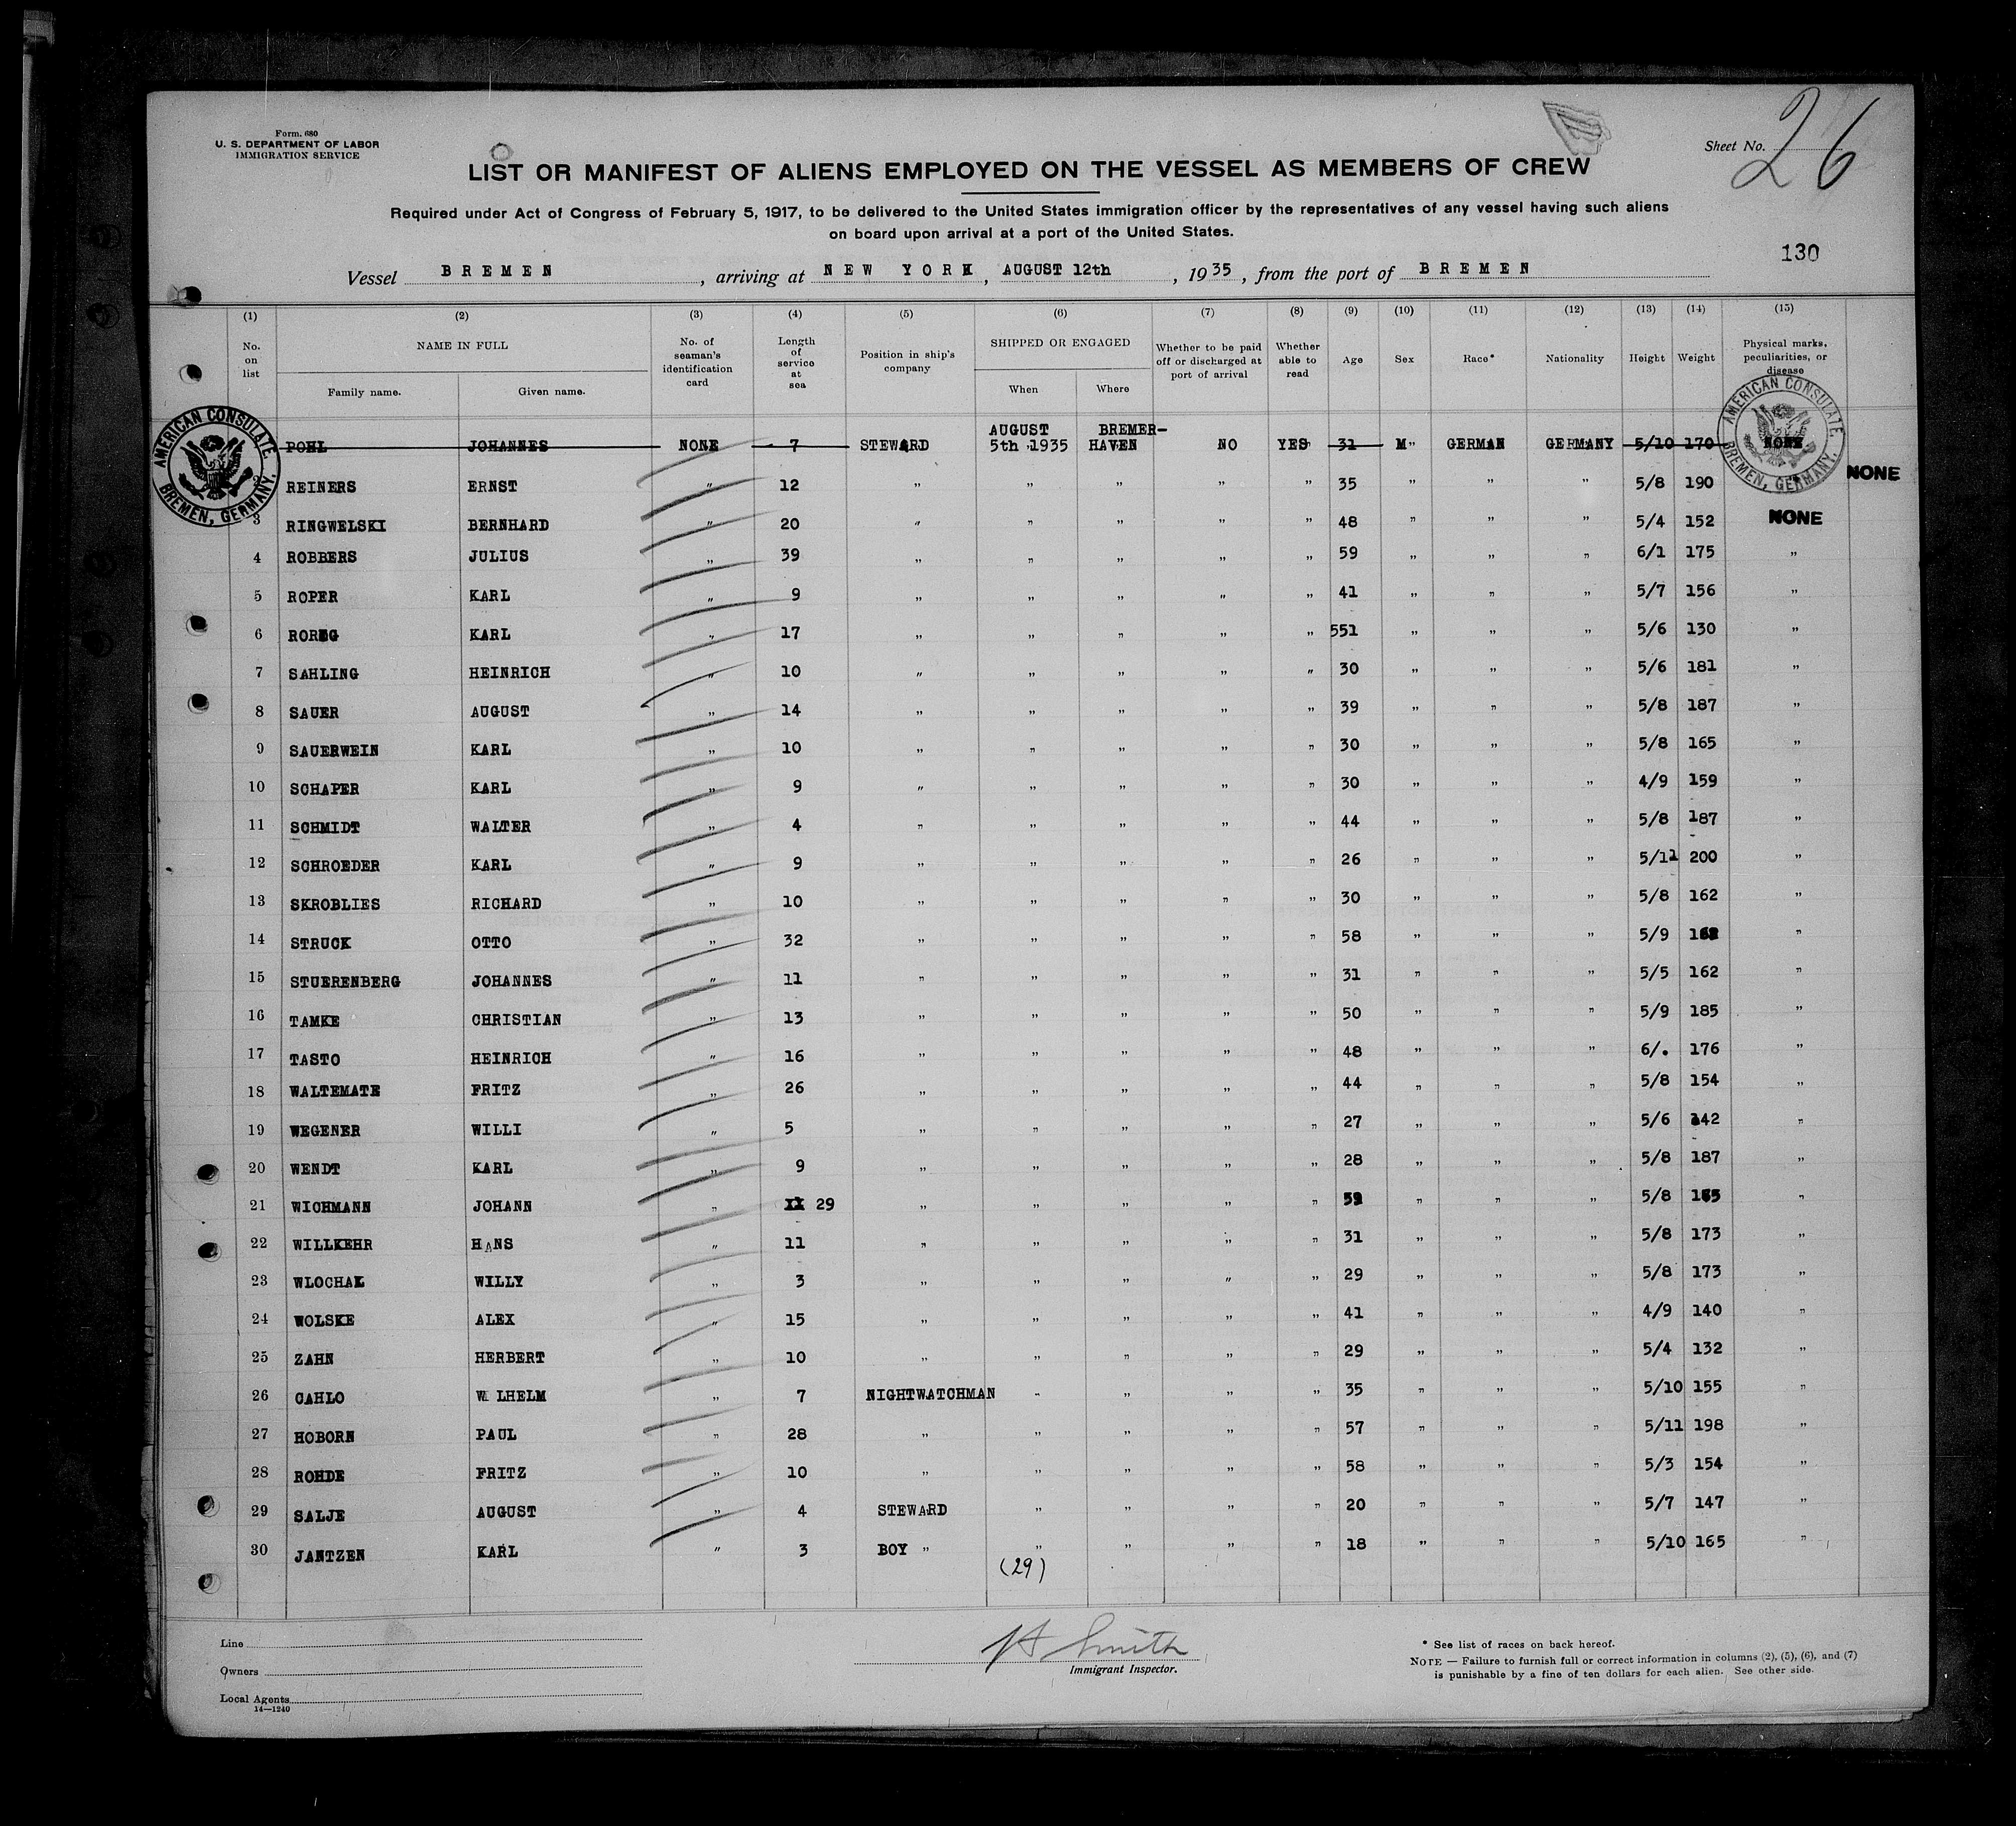 Form. 680
U. S. DEPARTMENT OF LABOR
IMMIGRATION SERVICE
Sheet No. 26
LIST OR MANIFEST OF ALIENS EMPLOYED ON THE VESSEL AS MEMBERS OF CREW
Required under Act of Congress of February 5, 1917, to be delivered to the United States immigration officer by the representatives of any vessel having such aliens
on board upon arrival at a port of the United States.
130
Vessel BREMEN, arriving at NEW YORK, AUGUST 12th, 1935, from the port of BREMEN
(1) (2) (3) (4) (5) (6) (7) (8) (9) (10) (11) (12) (13) (14) (15)
No. on list NAME IN FULL Family name. Given name. No. of seaman's identification card Length of service at sea Position in ship's company SHIPPED OR ENGAGED When Where Whether to be paid off or discharged at port of arrival Whether able to read Age Sex Race* Nationality Height Weight Physical marks, peculiarities, or disease
AMERICAN CONSULATE BREMEN, GERMANY.
AMERICAN CONSULATE BREMEN, GERMANY.
POHL JOHANNES NONE 7 STEWARD AUGUST 5th 1935 BREMER-HAVEN NO YES 31 M" GERMAN GERMANY 5/10 170 NONE
REINERS ERNST " 12 " " " " " 35 " " " 5/8 190 NONE
3 RINGWELSKI BERNHARD " 20 " " " " " 48 " " " 5/4 152 NONE
4 ROBBERS JULIUS " 39 " " " " " 59 " " " 6/1 175 "
5 ROPER KARL " 9 " " " " " 41 " " " 5/7 156 "
6 KARL " 17 " " " " " 551 " " " 5/6 130 "
7 SAHLING HEINRICH " 10 " " " " " 30 " " " 5/6 181 "
8 SAUER AUGUST " 14 " " " " " 39 " " " 5/8 187 "
9 SAUERWEIN KARL " 10 " " " " " 30 " " " 5/8 165 "
10 SCHAPER KARL " 9 " " " " " 30 " " " 4/9 159 "
11 SCHMIDT WALTER " 4 " " " " " 44 " " " 5/8 187 "
12 SCHROEDER KARL " 9 " " " " " 26 " " " 5/11 200 "
13 SKROBLIES RICHARD " 10 " " " " " 30 " " " 5/8 162 "
14 STRUCK OTTO " 32 " " " " " 58 " " " 5/9 "
15 STUERENBERG JOHANNES " 11 " " " " " 31 " " " 5/5 162 "
16 TAMKE CHRISTIAN " 13 " " " " " 50 " " " 5/9 185 "
17 TASTO HEINRICH " 16 " " " " " 48 " " " 6/. 176 "
18 WALTEMATE FRITZ " 26 " " " " " 44 " " " 5/8 154 "
19 WEGENER WILLI " 5 " " " " " 27 " " " 5/6 142 "
20 WENDT KARL " 9 " " " " " 28 " " " 5/8 187 "
21 WICHMANN JOHANN " 29 " " " " " " " " 5/8 "
22 WILLKEHR HANS " 11 " " " " " 31 " " " 5/8 173 "
23 WLOCHAL WILLY " 3 " " " " " 29 " " " 5/8 173 "
24 WOLSKE ALEX " 15 " " " " " 41 " " " 4/9 140 "
25 ZAHN HERBERT " 10 " " " " " 29 " " " 5/4 132 "
26 CAHLO W LHELM " 7 NIGHTWATCHMAN " " " " 35 " " " 5/10 155 "
27 HOBORN PAUL " 28 " " " " " 57 " " " 5/11 198 "
28 ROHDE FRITZ " 10 " " " " " 58 " " " 5/3 154 "
29 SALJE AUGUST " 4 STEWARD " " " " 20 " " " 5/7 147 "
30 JANTZEN KARL " 3 BOY " " " " " 18 " " " 5/10 165 "
(29)
Line
Owners
Local Agents
14—1240
H Smith
Immigrant Inspector.
* See list of races on back hereof.
NOTE — Failure to furnish full or correct information in columns (2), (5), (6), and (7)
is punishable by a fine of ten dollars for each alien. See other side.